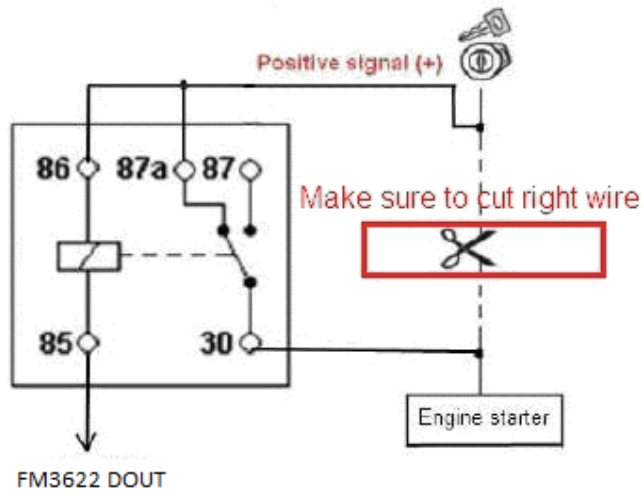 Positive signal (+)
86
87a
87
Make sure to cut right wire
85
30
Engine starter
FM3622 DOUT